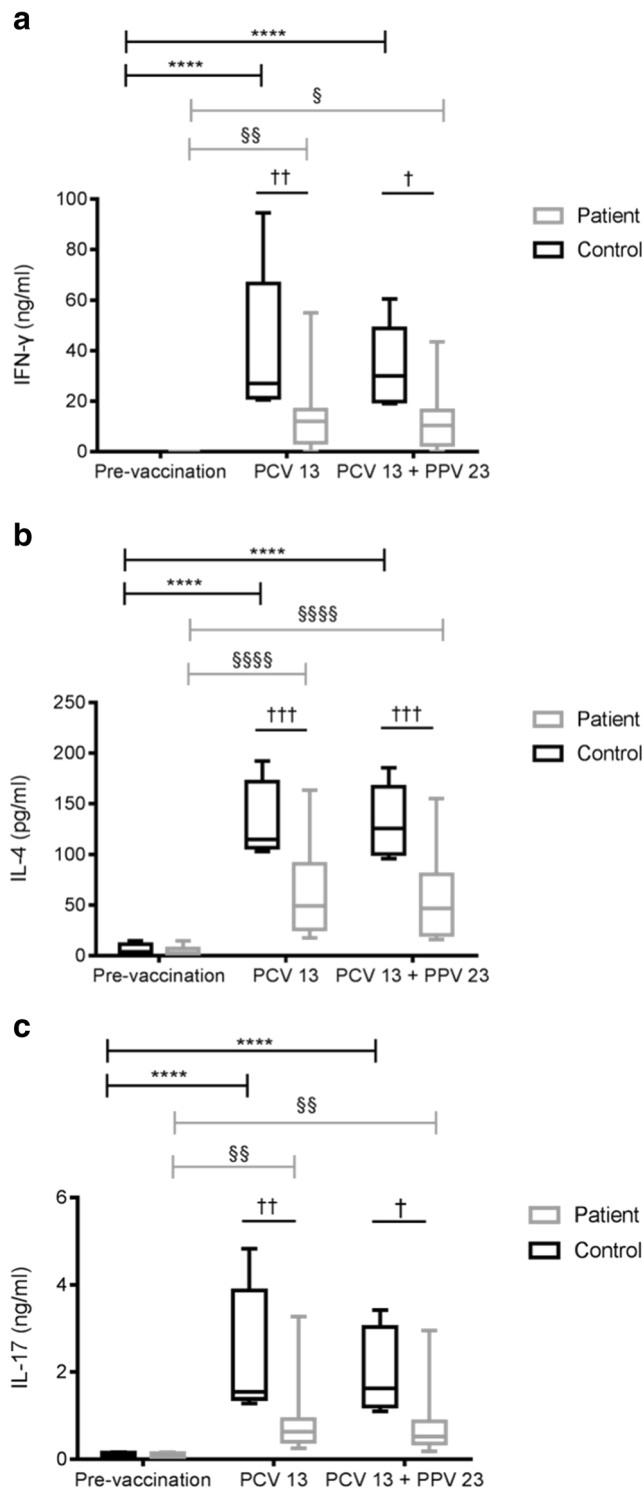 a
****
****
§
§§
††
†
100
80
60
40
20
0
IFN-γ (ng/ml)
Pre-vaccination
PCV 13
PCV 13 + PPV 23
Patient
Control
b
****
****
§§§§
§§§§
†††
†††
250
200
150
100
50
0
IL-4 (pg/ml)
Pre-vaccination
PCV 13
PCV 13 + PPV 23
Patient
Control
c
****
****
§§
§§
††
†
6
4
2
0
IL-17 (ng/ml)
Pre-vaccination
PCV 13
PCV 13 + PPV 23
Patient
Control